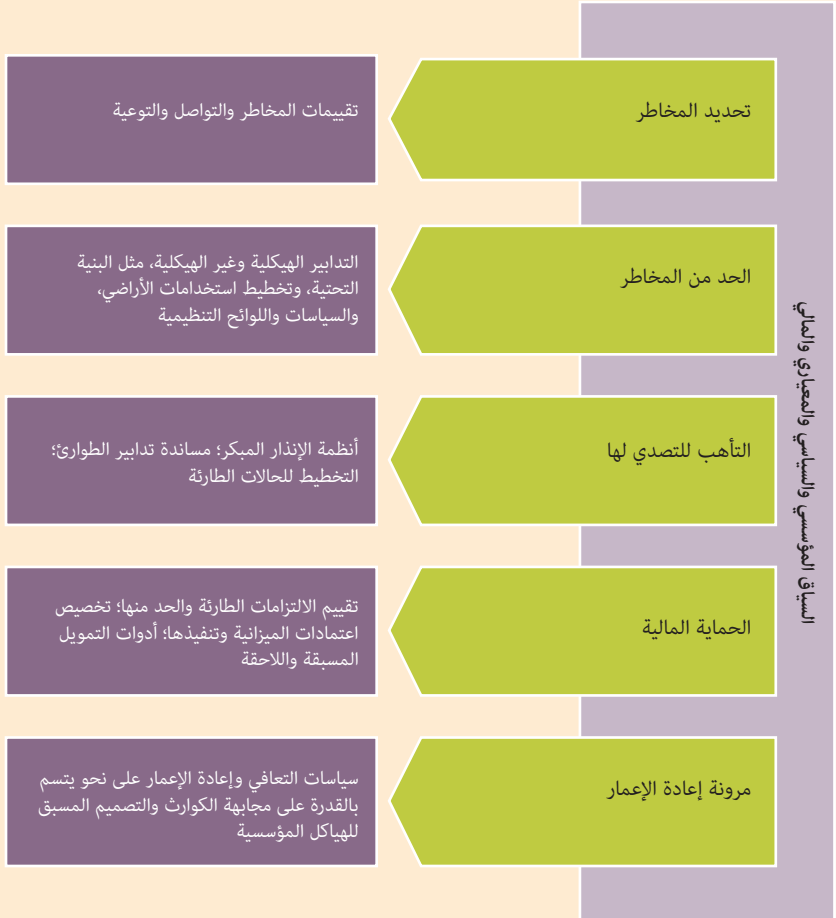 السياق المؤسسي والسياسي والمعياري والمالي
تحديد المخاطر
تقييمات المخاطر والتواصل والتوعية
الحد من المخاطر
التدابير الهيكلية وغير الهيكلية، مثل البنية
التحتية، وتخطيط استخدامات الأراضي،
والسياسات واللوائح التنظيمية
التأهب للتصدي لها
أنظمة الإنذار المبكر؛ مساندة تدابير الطوارئ؛
التخطيط للحالات الطارئة
الحماية المالية
تقييم الالتزامات الطارئة والحد منها؛ تخصيص
اعتمادات الميزانية وتنفيذها؛ أدوات التمويل
المسبقة واللاحقة
مرونة إعادة الإعمار
سياسات التعافي وإعادة الإعمار على نحو يتسم
بالقدرة على مجابهة الكوارث والتصميم المسبق
للهياكل المؤسسية